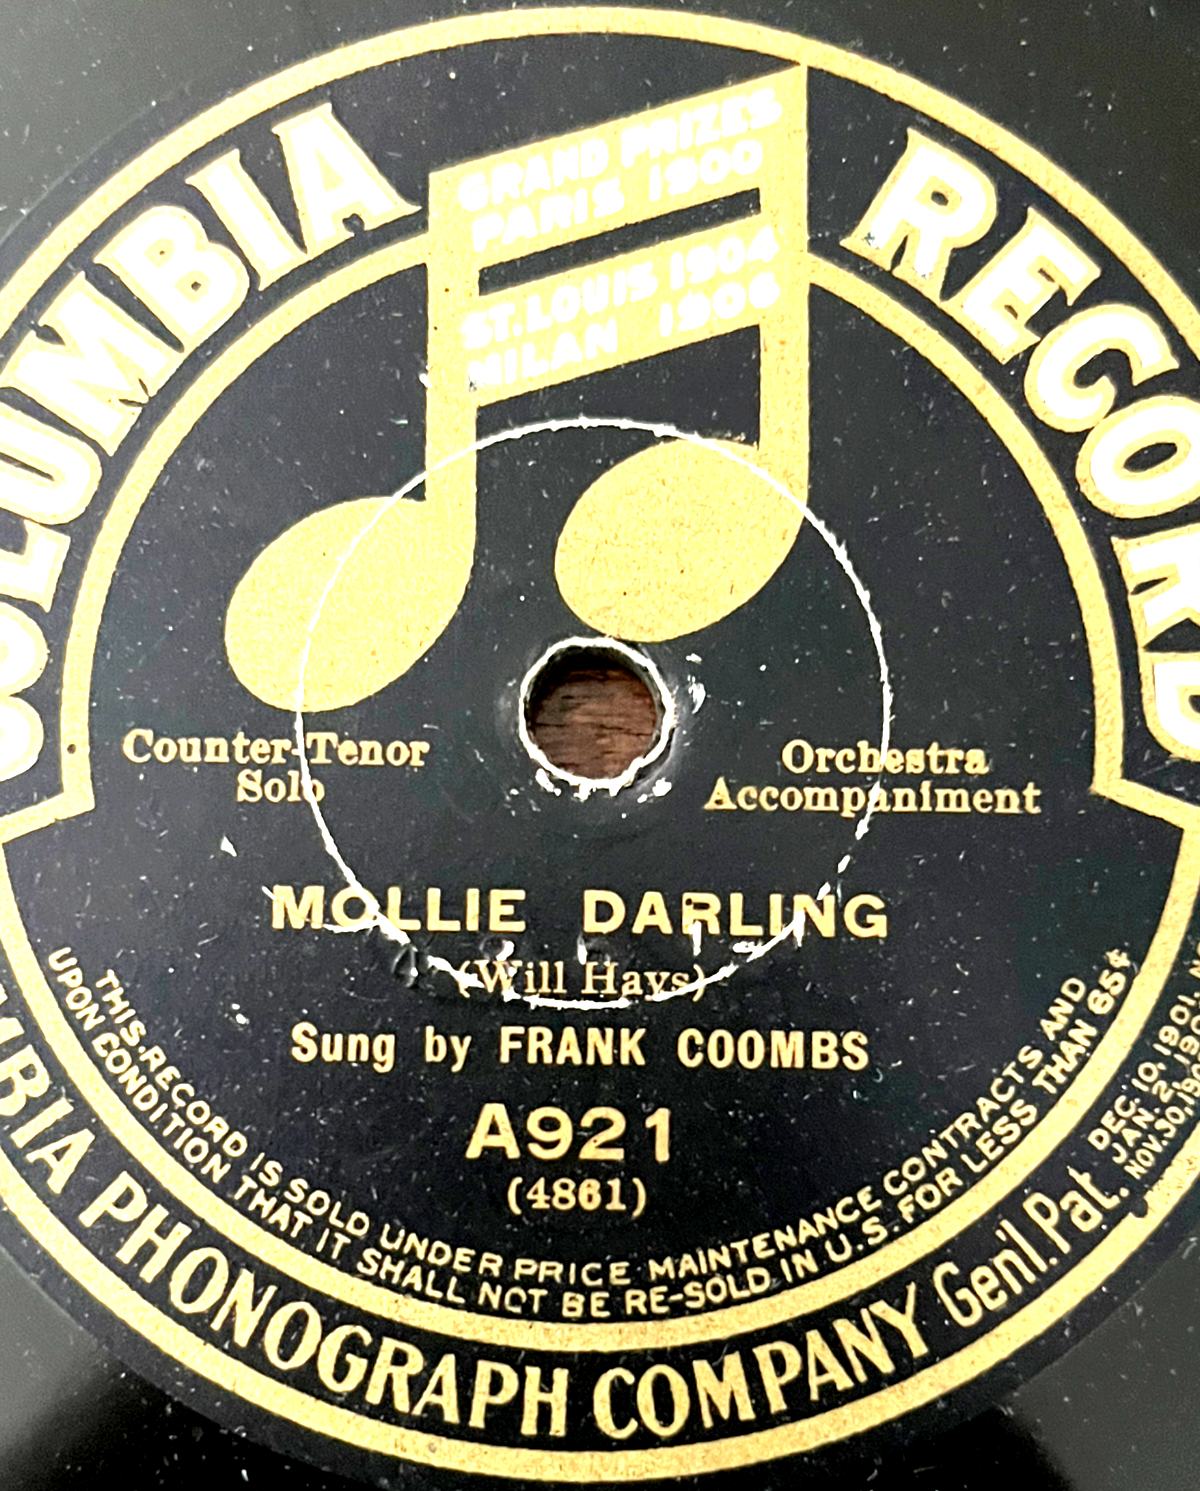 COLUMBIA RECORD
GRAND PRIZES
PARIS 1900
ST. LOUIS 1904
MILAN 1906
Counter-Tenor
Solo
Orchestra
Accompaniment
MOLLIE DARLING
(Will Hays)
Sung by FRANK COOMBS
A921
(4861)
THIS RECORD IS SOLD UNDER PRICE MAINTENANCE CONTRACTS AND
UPON CONDITION THAT IT SHALL NOT BE RE-SOLD IN U.S. FOR LESS THAN 65¢
PHONOGRAPH COMPANY Gen'l. Pat.
DEC. 10, 1901
JAN. 2,
NOV. 30,